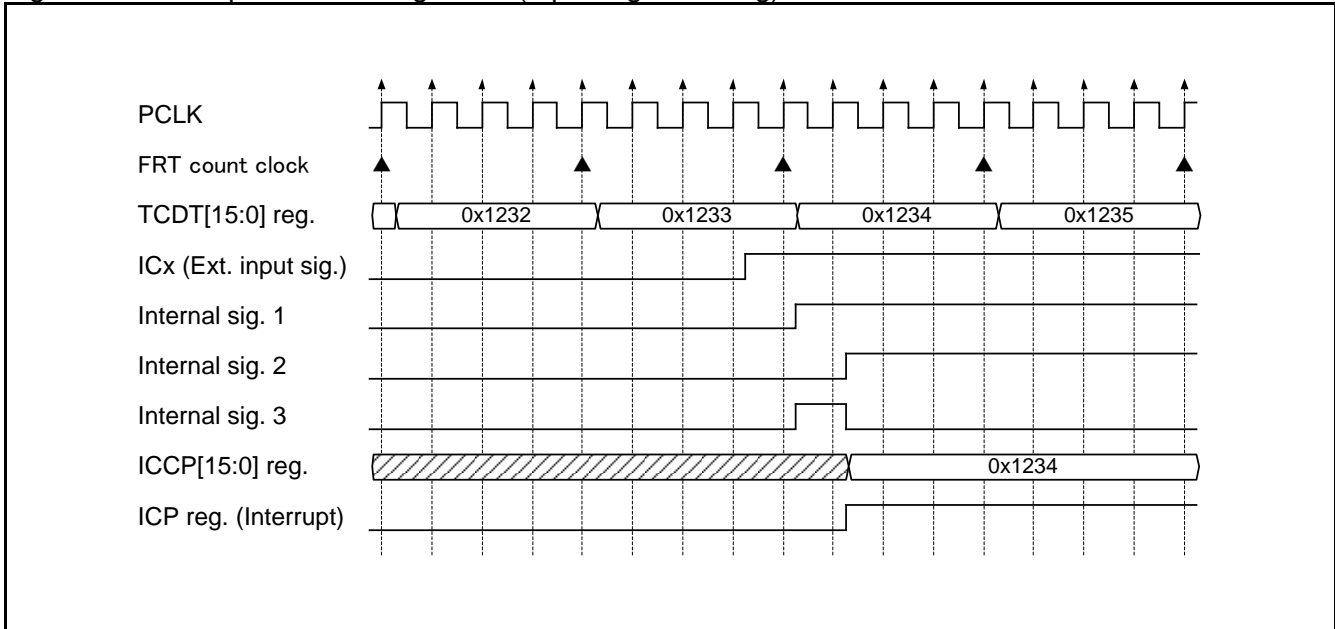 PCLK
FRT count clock
TCDT[15:0] reg.
0x1232
0x1233
0x1234
0x1235
ICx (Ext. input sig.)
Internal sig. 1
Internal sig. 2
Internal sig. 3
ICCP[15:0] reg.
0x1234
ICP reg. (Interrupt)